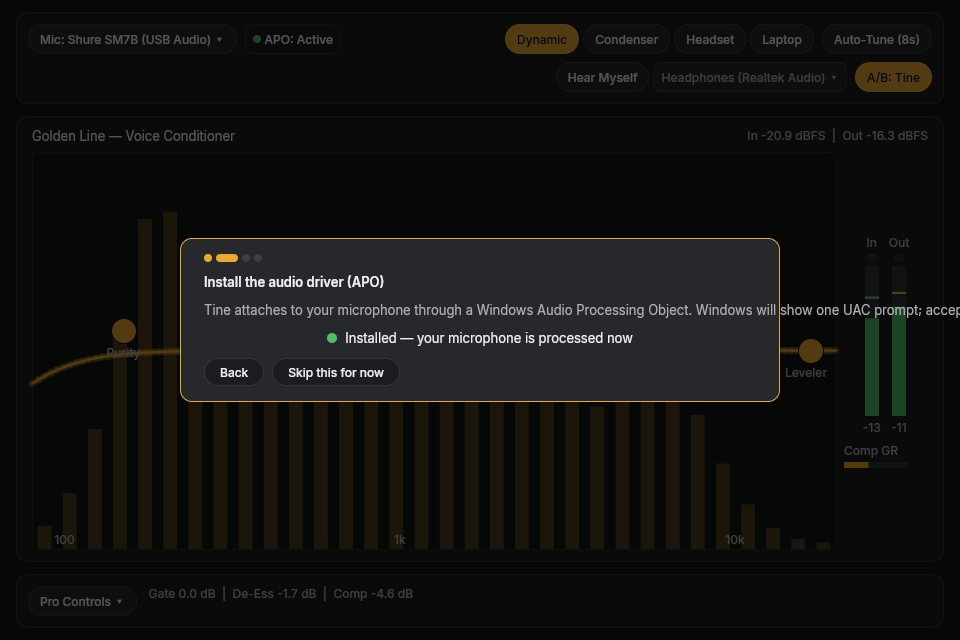 Mic: Shure SM7B (USB Audio) ▾
APO: Active
Dynamic
Condenser
Headset
Laptop
Auto-Tune (8s)
Hear Myself
Headphones (Realtek Audio) ▾
A/B: Tine
Golden Line — Voice Conditioner
In -20.9 dBFS | Out -16.3 dBFS
In Out
Install the audio driver (APO)
Tine attaches to your microphone through a Windows Audio Processing Object. Windows will show one UAC prompt;
Installed — your microphone is processed now
Purity
Back
Skip this for now
Leveler
-13 -11
Comp GR
100
1k
10k
Pro Controls ▾
Gate 0.0 dB | De-Ess -1.7 dB | Comp -4.6 dB